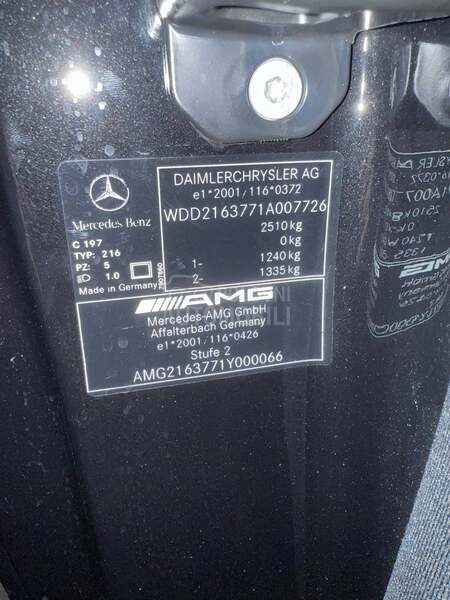 DAIMLERCHRYSLER AG
e1*2001/116*0372
WDD2163771A007726
2510 kg
0 kg
1- 1240 kg
2- 1335 kg
Mercedes Benz
C 197
TYP: 216
PZ: 5
1.0
Made in Germany
790/7860
AMG
Mercedes-AMG GmbH
Affalterbach Germany
e1*2001/116*0426
Stufe 2
AMG2163771Y000066